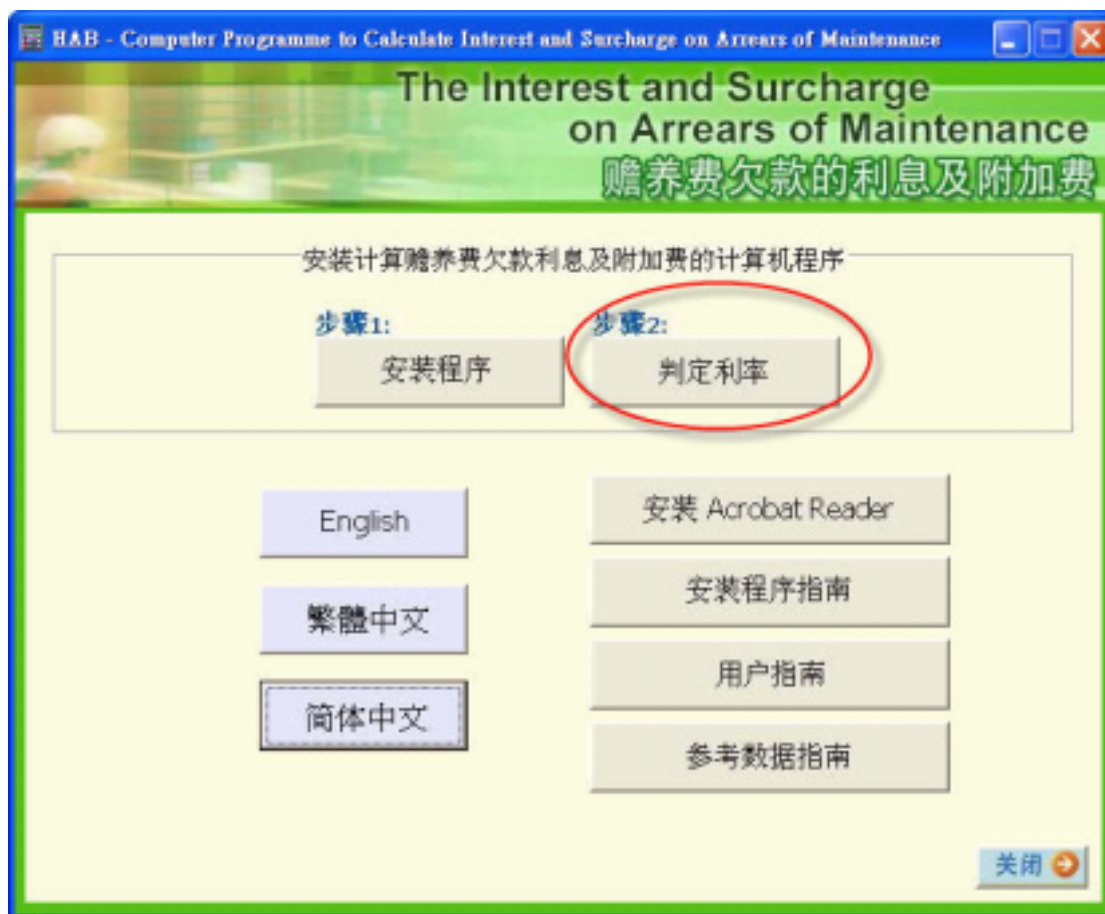 HAB - Computer Programme to Calculate Interest and Surcharge on Arrears of Maintenance
The Interest and Surcharge
on Arrears of Maintenance
赡养费欠款的利息及附加费
安装计算赡养费欠款利息及附加费的计算机程序
步骤1: 步骤2:
安装程序 判定利率
English
繁體中文
简体中文
安装 Acrobat Reader
安装程序指南
用户指南
参考数据指南
关闭